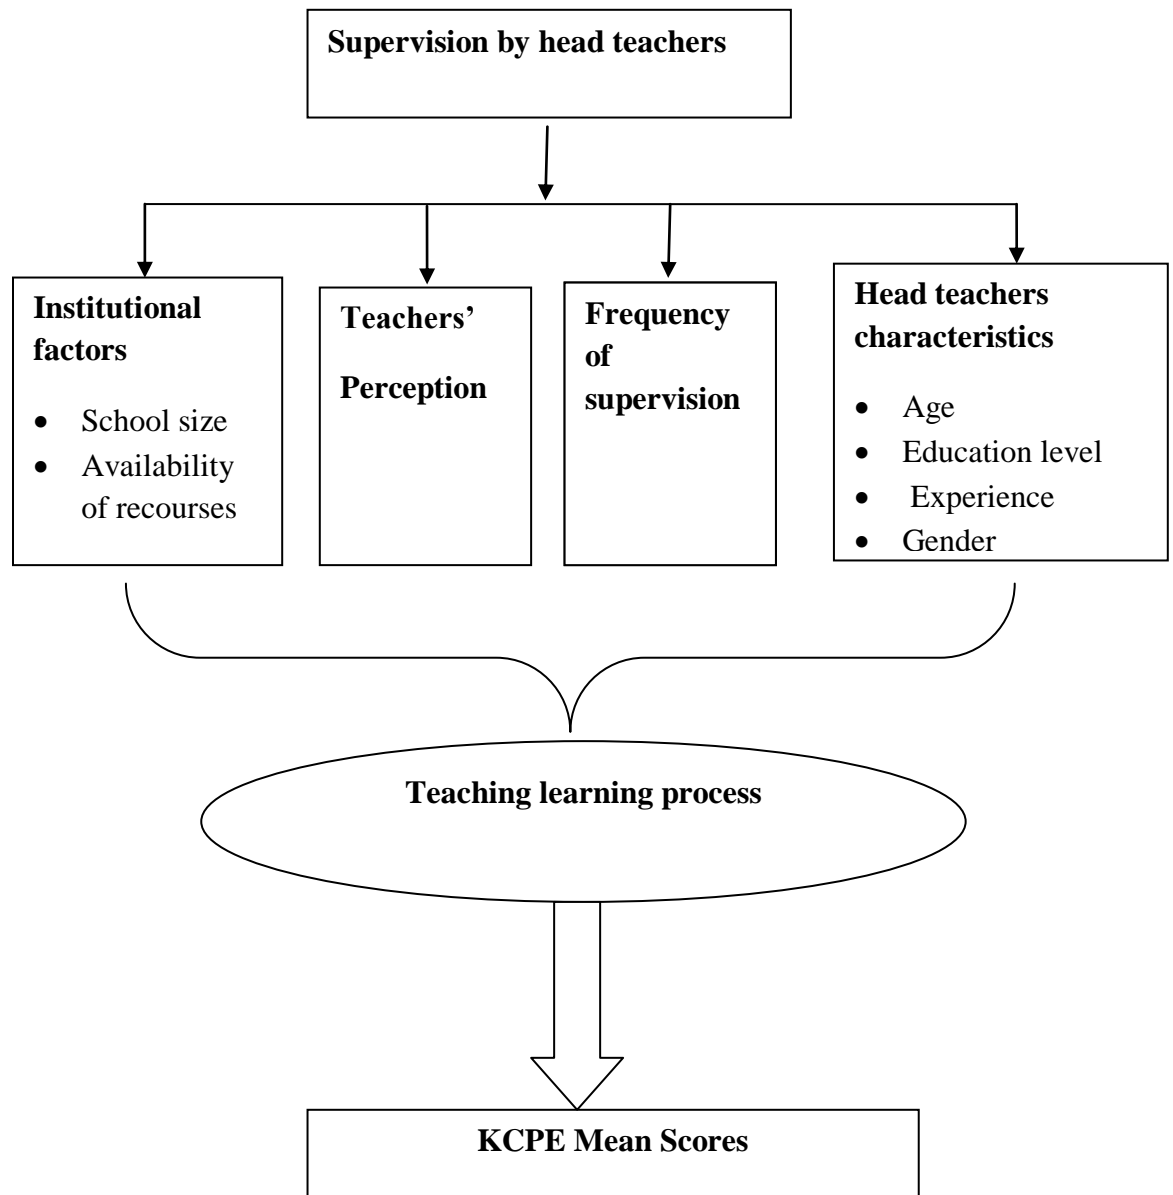 Supervision by head teachers
Institutional
factors
• School size
• Availability
of recourses
Teachers’
Perception
Frequency
of
supervision
Head teachers
characteristics
• Age
• Education level
• Experience
• Gender
Teaching learning process
KCPE Mean Scores